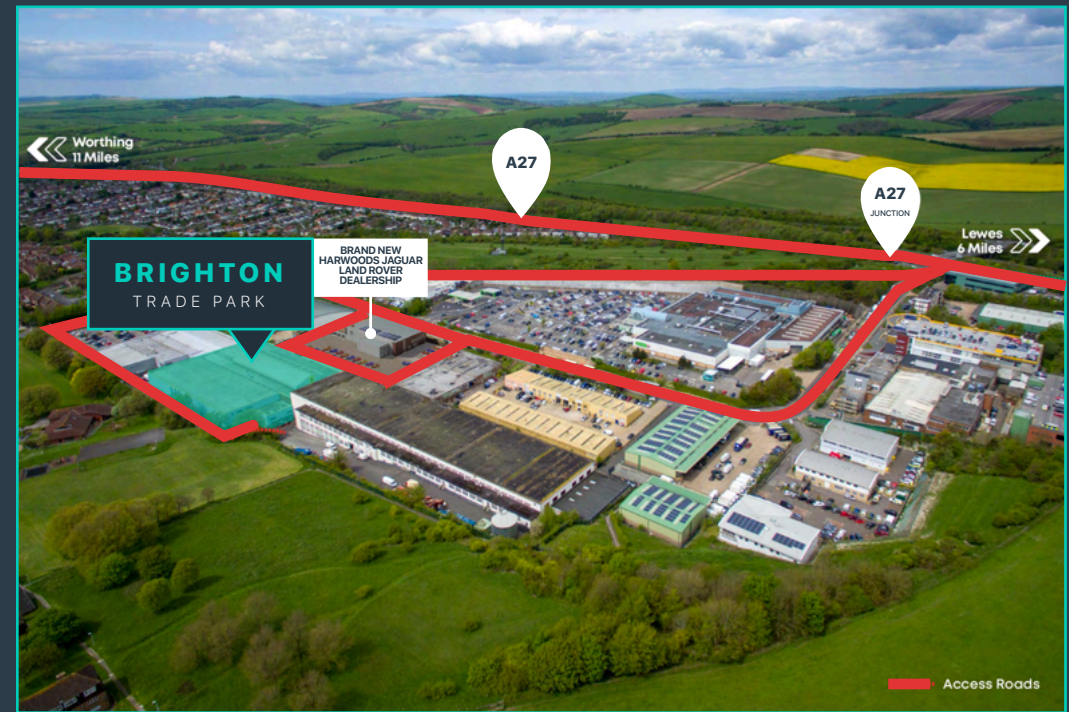 Worthing
11 Miles
A27
A27
JUNCTION
Lewes
6 Miles
BRIGHTON
TRADE PARK
BRAND NEW
HARWOODS JAGUAR
LAND ROVER
DEALERSHIP
Access Roads